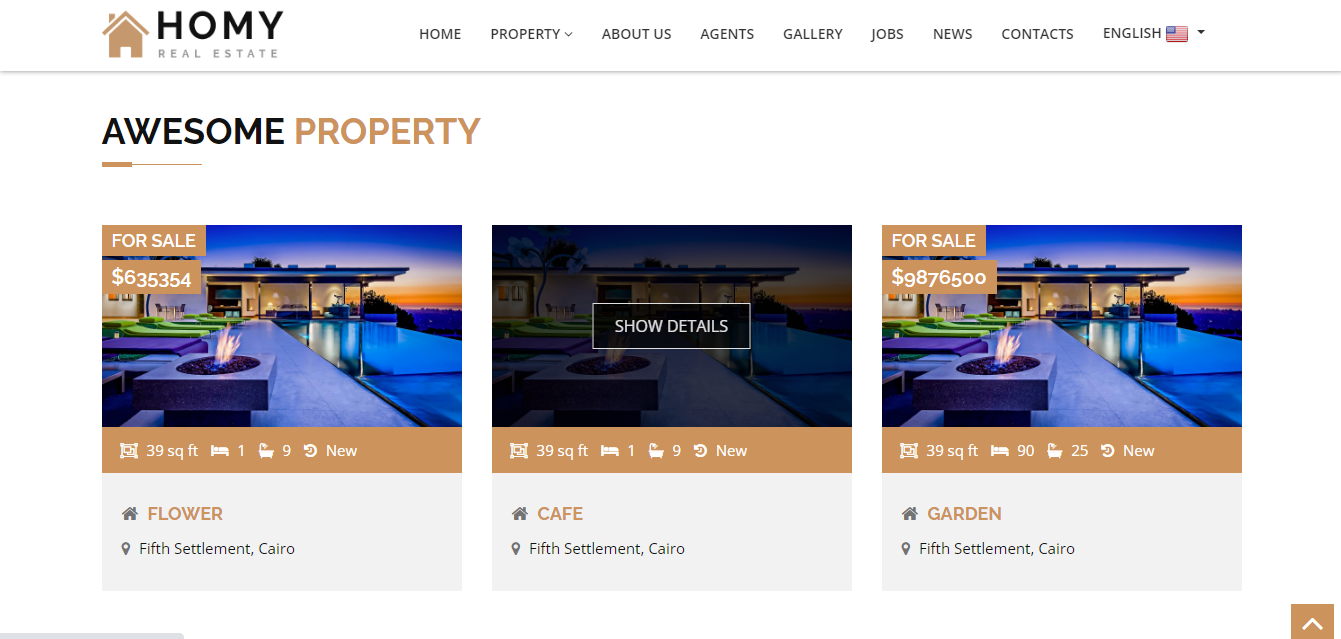 HOMY
REAL ESTATE
HOME PROPERTY ABOUT US AGENTS GALLERY JOBS NEWS CONTACTS ENGLISH
AWESOME PROPERTY
FOR SALE
$635354
39 sq ft 1 9 New
FLOWER
Fifth Settlement, Cairo
SHOW DETAILS
39 sq ft 1 9 New
CAFE
Fifth Settlement, Cairo
FOR SALE
$9876500
39 sq ft 90 25 New
GARDEN
Fifth Settlement, Cairo